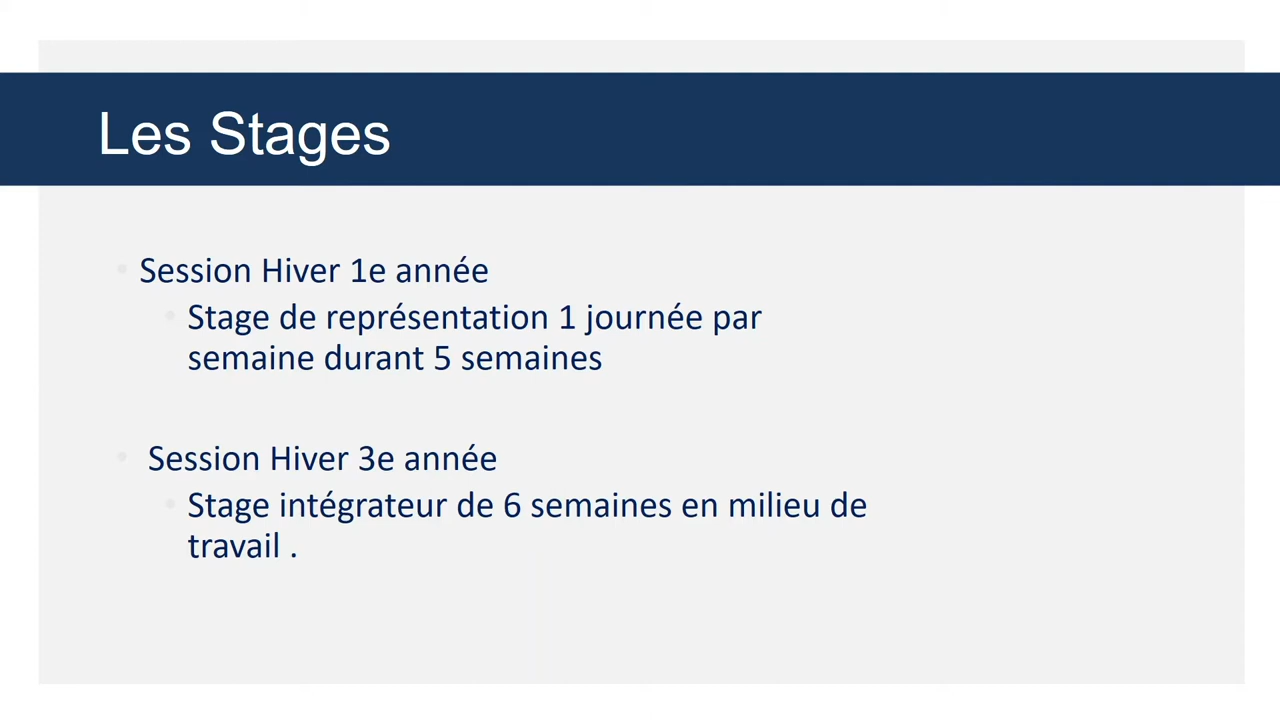 Les Stages
Session Hiver 1e année
Stage de représentation 1 journée par
semaine durant 5 semaines
Session Hiver 3e année
Stage intégrateur de 6 semaines en milieu de
travail .